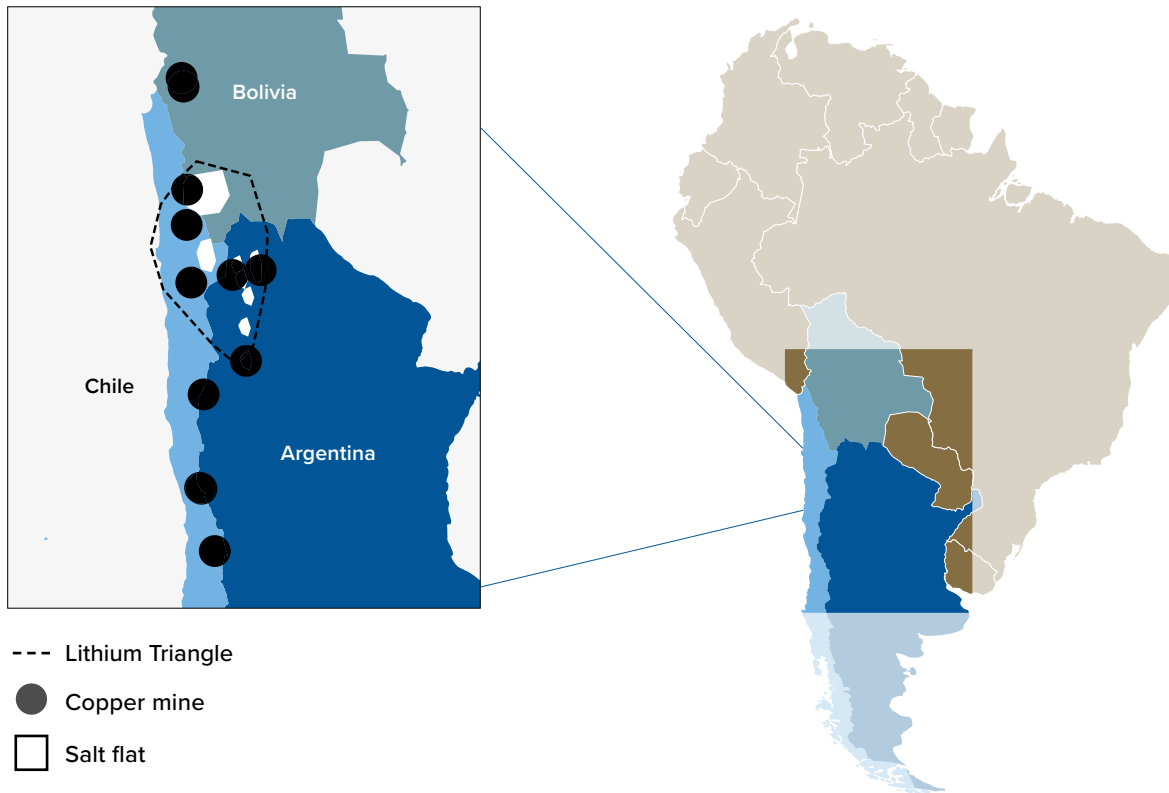 Bolivia
Chile
Argentina
Lithium Triangle
Copper mine
Salt flat